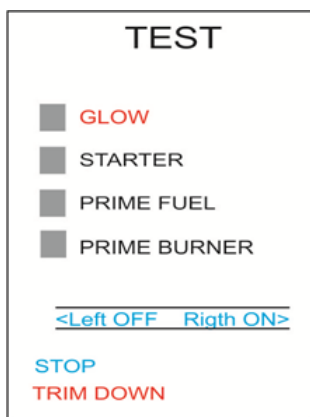 TEST
GLOW
STARTER
PRIME FUEL
PRIME BURNER
<Left OFF Rigth ON>
STOP
TRIM DOWN